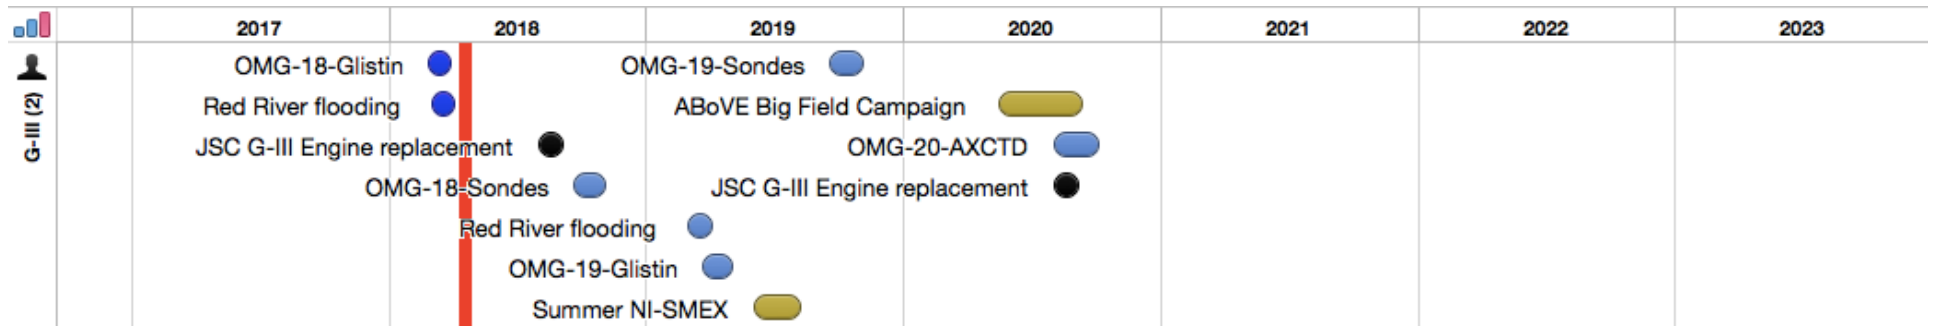 2017 2018 2019 2020 2021 2022 2023
G-III (2)
OMG-18-Glistin OMG-19-Sondes
Red River flooding ABoVE Big Field Campaign
JSC G-III Engine replacement OMG-20-AXCTD
OMG-18-Sondes JSC G-III Engine replacement
Red River flooding
OMG-19-Glistin
Summer NI-SMEX